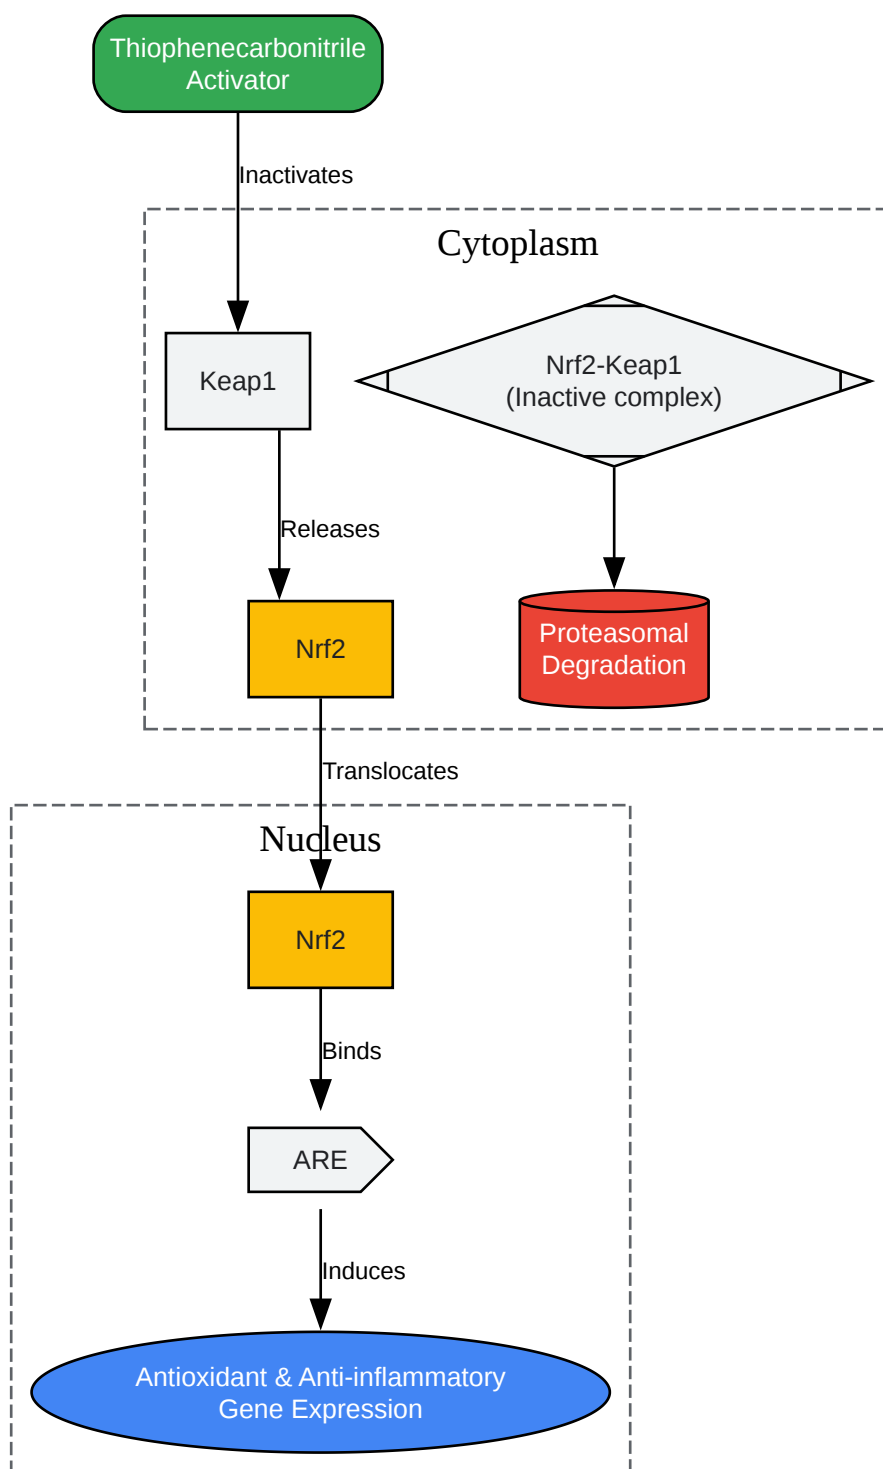 Thiophenecarbonitrile
Activator
Inactivates
Cytoplasm
Keap1
Nrf2-Keap1
(Inactive complex)
Releases
Nrf2
Proteasomal
Degradation
Translocates
Nucleus
Nrf2
Binds
ARE
Induces
Antioxidant & Anti-inflammatory
Gene Expression